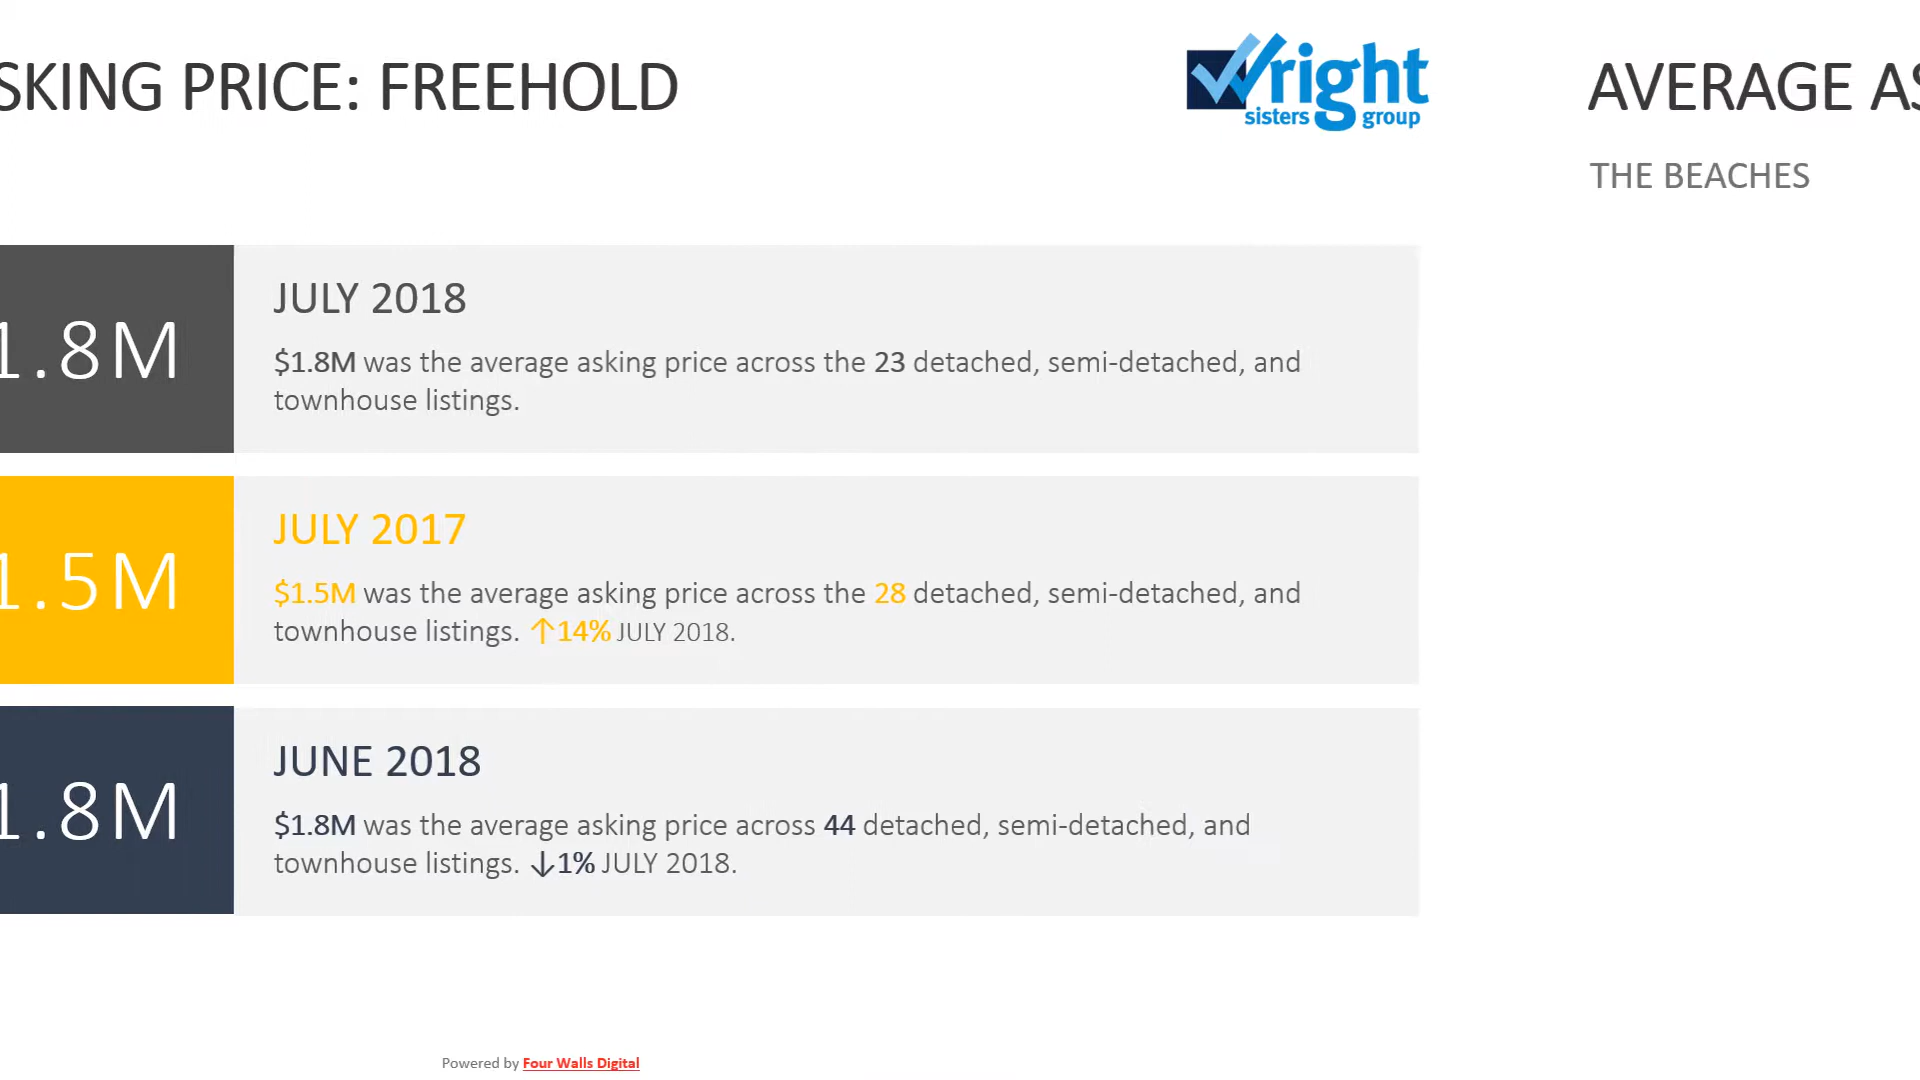 SKING PRICE: FREEHOLD
Wright
sisters group
AVERAGE AS
THE BEACHES
1.8M
JULY 2018
$1.8M was the average asking price across the 23 detached, semi-detached, and
townhouse listings.
1.5M
JULY 2017
$1.5M was the average asking price across the 28 detached, semi-detached, and
townhouse listings. ↑14% JULY 2018.
1.8M
JUNE 2018
$1.8M was the average asking price across 44 detached, semi-detached, and
townhouse listings. ↓1% JULY 2018.
Powered by Four Walls Digital